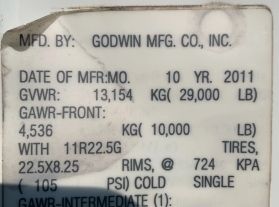 MFD. BY: GODWIN MFG. CO., INC.
DATE OF MFR:MO. 10 YR. 2011
GVWR: 13,154 KG( 29,000 LB)
GAWR-FRONT:
4,536 KG( 10,000 LB)
WITH 11R22.5G TIRES,
22.5X8.25 RIMS, @ 724 KPA
( 105 PSI) COLD SINGLE
GAWR-INTERMEDIATE (1):